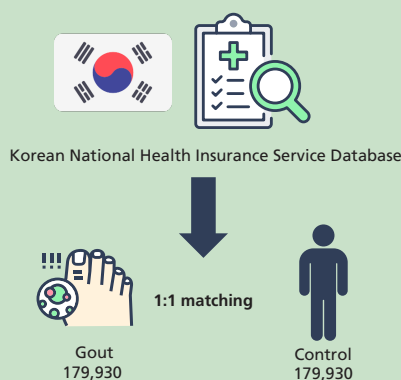 Korean National Health Insurance Service Database
!!!
1:1 matching
Gout
179,930
Control
179,930